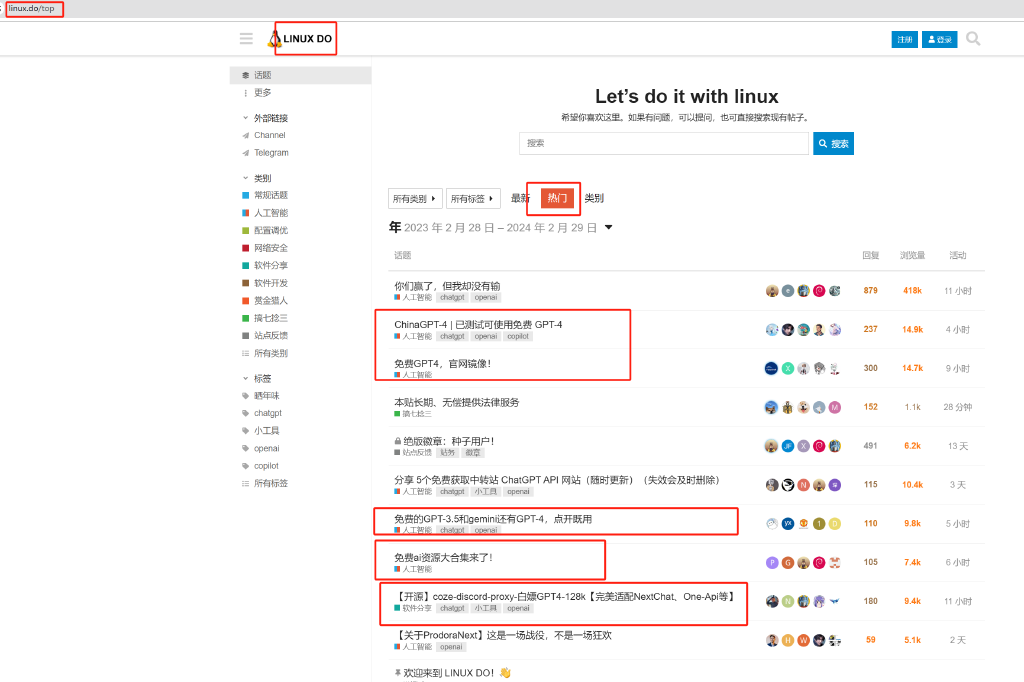 linux.do/top
LINUX DO
注册
登录
话题
更多
外部链接
Channel
Telegram
类别
常规话题
人工智能
配置调优
网络安全
软件分享
软件开发
赏金猎人
搞七捻三
站点反馈
所有类别
标签
晒年味
chatgpt
小工具
openai
copilot
所有标签
Let's do it with linux
希望你喜欢这里。如果有问题，可以提问，也可直接搜索现有帖子。
搜索
搜索
所有类别 所有标签 最新 热门 类别
年 2023 年 2 月 28 日 – 2024 年 2 月 29 日
话题 回复 浏览量 活动
你们赢了，但我却没有输 879 418k 11 小时
人工智能 chatgpt openai
ChinaGPT-4 | 已测试可使用免费 GPT-4 237 14.9k 4 小时
人工智能 chatgpt openai copilot
免费GPT4，官网镜像！ 300 14.7k 9 小时
人工智能
本贴长期、无偿提供法律服务 152 1.1k 28 分钟
搞七捻三
绝版徽章：种子用户！ 491 6.2k 13 天
站点反馈 站务 徽章
分享 5个免费获取中转站 ChatGPT API 网站（随时更新）（失效会及时删除） 115 10.4k 3 天
人工智能 chatgpt 小工具 openai
免费的GPT-3.5和gemini还有GPT-4，点开既用 110 9.8k 5 小时
人工智能 chatgpt openai
免费ai资源大合集来了！ 105 7.4k 6 小时
人工智能
【开源】coze-discord-proxy-白嫖GPT4-128k【完美适配NextChat、One-Api等】 180 9.4k 11 小时
软件分享 chatgpt 小工具 openai
【关于ProdoraNext】这是一场战役，不是一场狂欢 59 5.1k 2 天
人工智能 openai
欢迎来到 LINUX DO！